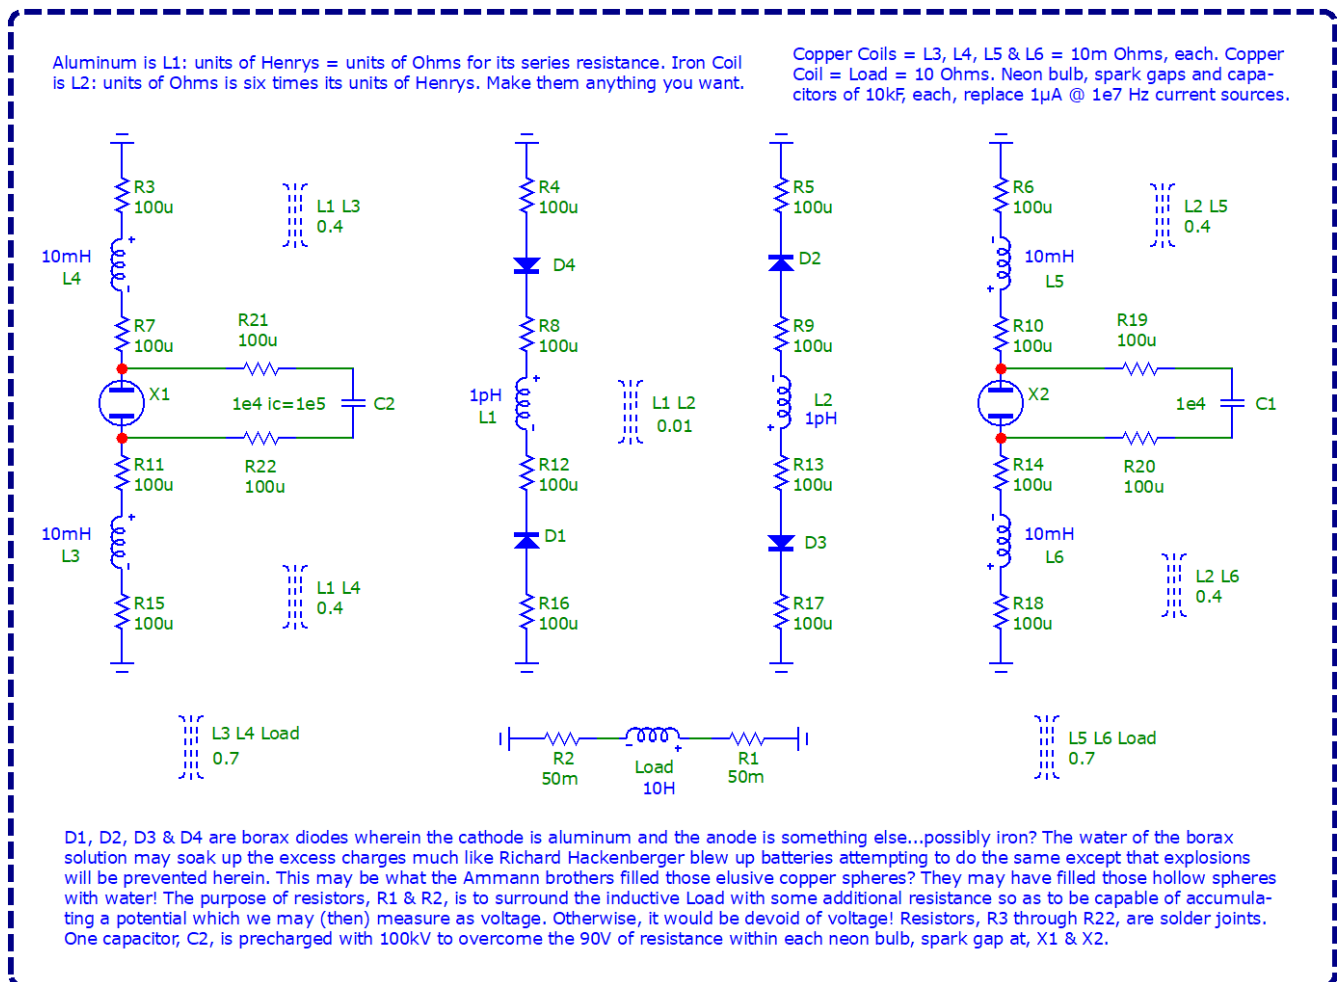 Aluminum is L1: units of Henrys = units of Ohms for its series resistance. Iron Coil
is L2: units of Ohms is six times its units of Henrys. Make them anything you want.
Copper Coils = L3, L4, L5 & L6 = 10m Ohms, each. Copper
Coil = Load = 10 Ohms. Neon bulb, spark gaps and capa-
citors of 10kF, each, replace 1µA @ 1e7 Hz current sources.
R3
100u
L1 L3
0.4
R4
100u
R5
100u
R6
100u
L2 L5
0.4
10mH
L4
D4
D2
10mH
L5
R7
100u
R21
100u
R8
100u
R9
100u
R10
100u
R19
100u
X1
1e4 ic=1e5
C2
1pH
L1
L1 L2
0.01
L2
1pH
X2
1e4
C1
R11
100u
R22
100u
R12
100u
R13
100u
R14
100u
R20
100u
10mH
L3
D1
D3
10mH
L6
R15
100u
L1 L4
0.4
R16
100u
R17
100u
R18
100u
L2 L6
0.4
L3 L4 Load
0.7
R2
50m
Load
10H
R1
50m
L5 L6 Load
0.7
D1, D2, D3 & D4 are borax diodes wherein the cathode is aluminum and the anode is something else...possibly iron? The water of the borax
solution may soak up the excess charges much like Richard Hackenberger blew up batteries attempting to do the same except that explosions
will be prevented herein. This may be what the Ammann brothers filled those elusive copper spheres? They may have filled those hollow spheres
with water! The purpose of resistors, R1 & R2, is to surround the inductive Load with some additional resistance so as to be capable of accumula-
ting a potential which we may (then) measure as voltage. Otherwise, it would be devoid of voltage! Resistors, R3 through R22, are solder joints.
One capacitor, C2, is precharged with 100kV to overcome the 90V of resistance within each neon bulb, spark gap at, X1 & X2.